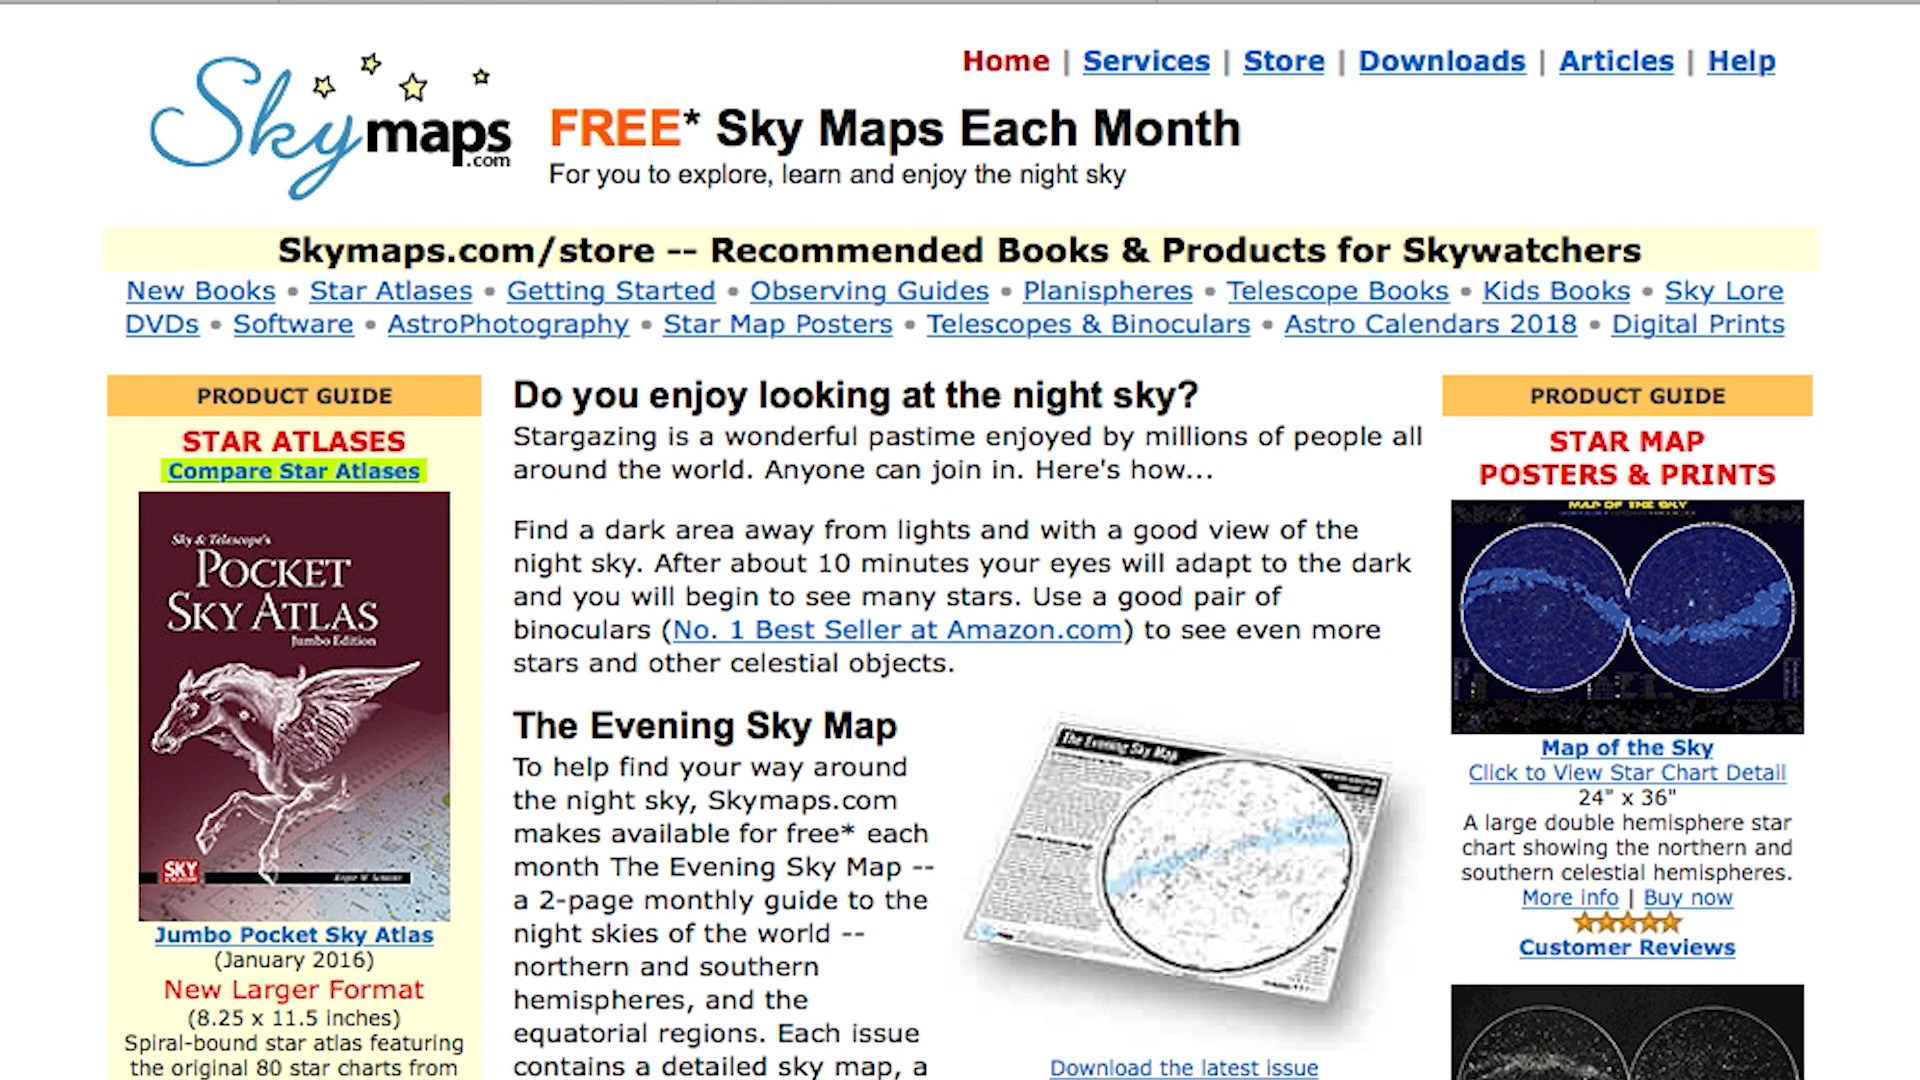 Home | Services | Store | Downloads | Articles | Help
Skymaps.com
FREE* Sky Maps Each Month
For you to explore, learn and enjoy the night sky
Skymaps.com/store -- Recommended Books & Products for Skywatchers
New Books • Star Atlases • Getting Started • Observing Guides • Planispheres • Telescope Books • Kids Books • Sky Lore
DVDs • Software • AstroPhotography • Star Map Posters • Telescopes & Binoculars • Astro Calendars 2018 • Digital Prints
PRODUCT GUIDE
STAR ATLASES
Compare Star Atlases
Sky & Telescope's
POCKET
SKY ATLAS
Jumbo Edition
SKY
Jumbo Pocket Sky Atlas
(January 2016)
New Larger Format
(8.25 x 11.5 inches)
Spiral-bound star atlas featuring
the original 80 star charts from
Do you enjoy looking at the night sky?
Stargazing is a wonderful pastime enjoyed by millions of people all
around the world. Anyone can join in. Here's how...
Find a dark area away from lights and with a good view of the
night sky. After about 10 minutes your eyes will adapt to the dark
and you will begin to see many stars. Use a good pair of
binoculars (No. 1 Best Seller at Amazon.com) to see even more
stars and other celestial objects.
The Evening Sky Map
To help find your way around
the night sky, Skymaps.com
makes available for free* each
month The Evening Sky Map --
a 2-page monthly guide to the
night skies of the world --
northern and southern
hemispheres, and the
equatorial regions. Each issue
contains a detailed sky map, a
The Evening Sky Map
Download the latest issue
PRODUCT GUIDE
STAR MAP
POSTERS & PRINTS
MAP OF THE SKY
Map of the Sky
Click to View Star Chart Detail
24" x 36"
A large double hemisphere star
chart showing the northern and
southern celestial hemispheres.
More info | Buy now
Customer Reviews